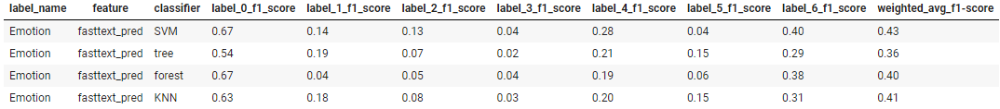 label_name feature classifier label_0_f1_score label_1_f1_score label_2_f1_score label_3_f1_score label_4_f1_score label_5_f1_score label_6_f1_score weighted_avg_f1-score
Emotion fasttext_pred SVM 0.67 0.14 0.13 0.04 0.28 0.04 0.40 0.43
Emotion fasttext_pred tree 0.54 0.19 0.07 0.02 0.21 0.15 0.29 0.36
Emotion fasttext_pred forest 0.67 0.04 0.05 0.04 0.19 0.06 0.38 0.40
Emotion fasttext_pred KNN 0.63 0.18 0.08 0.03 0.20 0.15 0.31 0.41